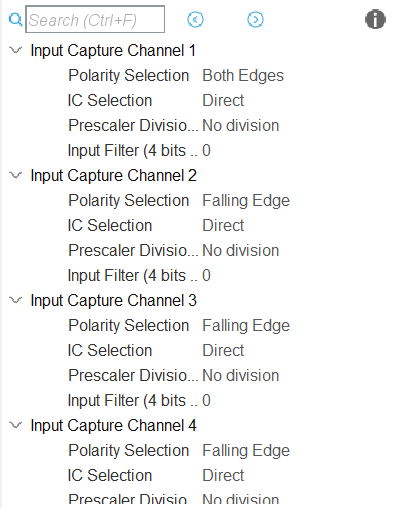 Search (Ctrl+F)
Input Capture Channel 1
Polarity Selection Both Edges
IC Selection Direct
Prescaler Divisio... No division
Input Filter (4 bits .. 0
Input Capture Channel 2
Polarity Selection Falling Edge
IC Selection Direct
Prescaler Divisio... No division
Input Filter (4 bits .. 0
Input Capture Channel 3
Polarity Selection Falling Edge
IC Selection Direct
Prescaler Divisio... No division
Input Filter (4 bits .. 0
Input Capture Channel 4
Polarity Selection Falling Edge
IC Selection Direct
Prescaler Divisio... No division